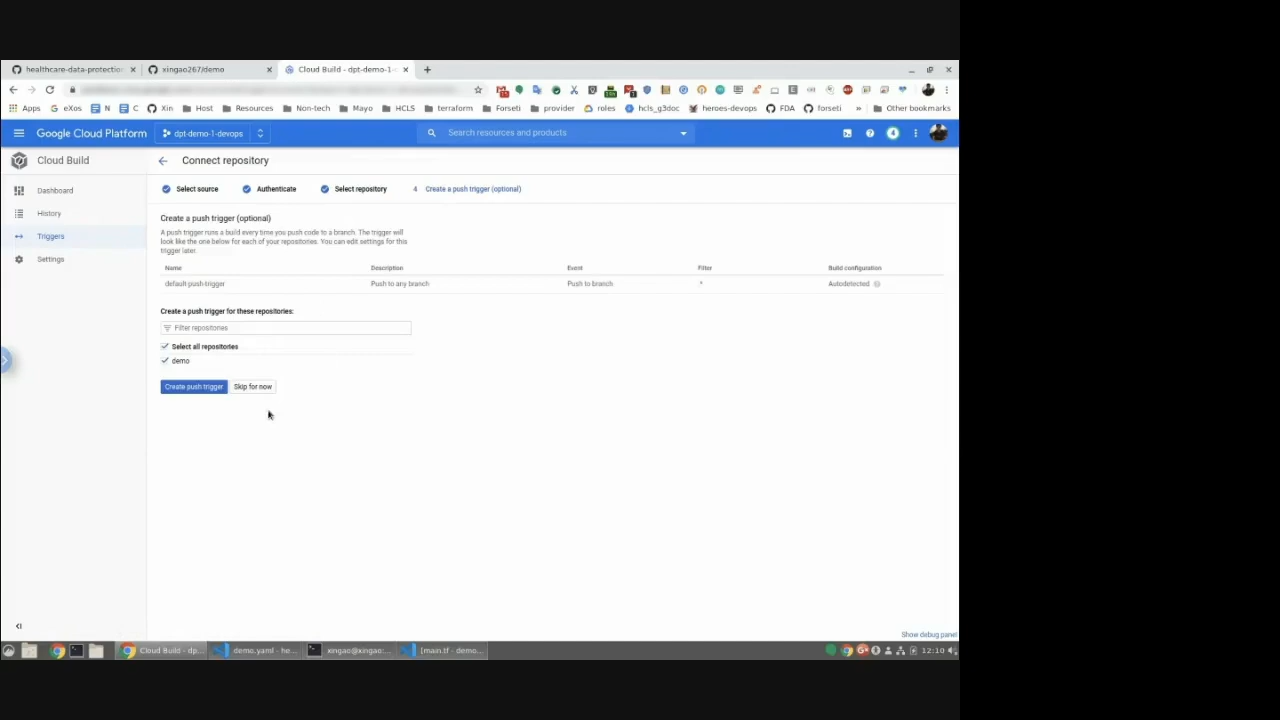 healthcare-data-protectio
xingao267/demo
Cloud Build - dpt-demo-1-
Apps
eXos
N
C
Xin
Host
Resources
Non-tech
Mayo
HCLS
terraform
Forseti
provider
roles
hcls_g3doc
heroes-devops
FDA
forseti
»
Other bookmarks
Google Cloud Platform
dpt-demo-1-devops
Search resources and products
4
Cloud Build
Connect repository
Dashboard
History
Triggers
Settings
Select source
Authenticate
Select repository
4 Create a push trigger (optional)
Create a push trigger (optional)
A push trigger runs a build every time you push code to a branch. The trigger will
look like the one below for each of your repositories. You can edit settings for this
trigger later.
Name Description Event Filter Build configuration
default-push-trigger Push to any branch Push to branch * Autodetected
Create a push trigger for these repositories:
Filter repositories
Select all repositories
demo
Create push trigger
Skip for now
Show debug panel
Cloud Build - dp...
demo.yaml - he...
xingao@xingao:...
[main.tf - demo...
12:10